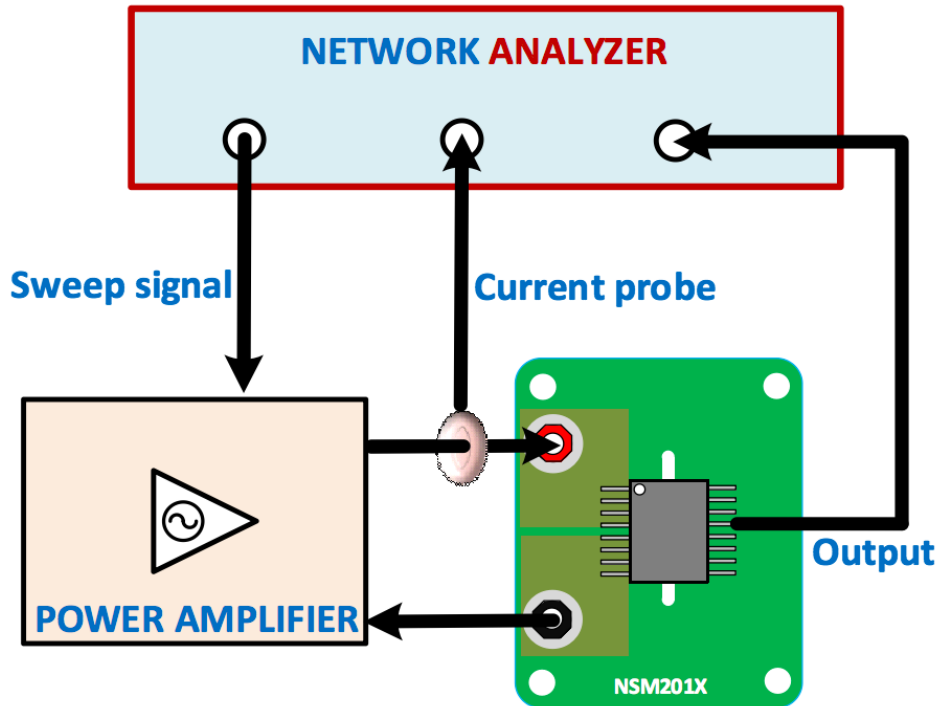 NETWORK ANALYZER
Sweep signal
Current probe
Output
POWER AMPLIFIER
NSM201X